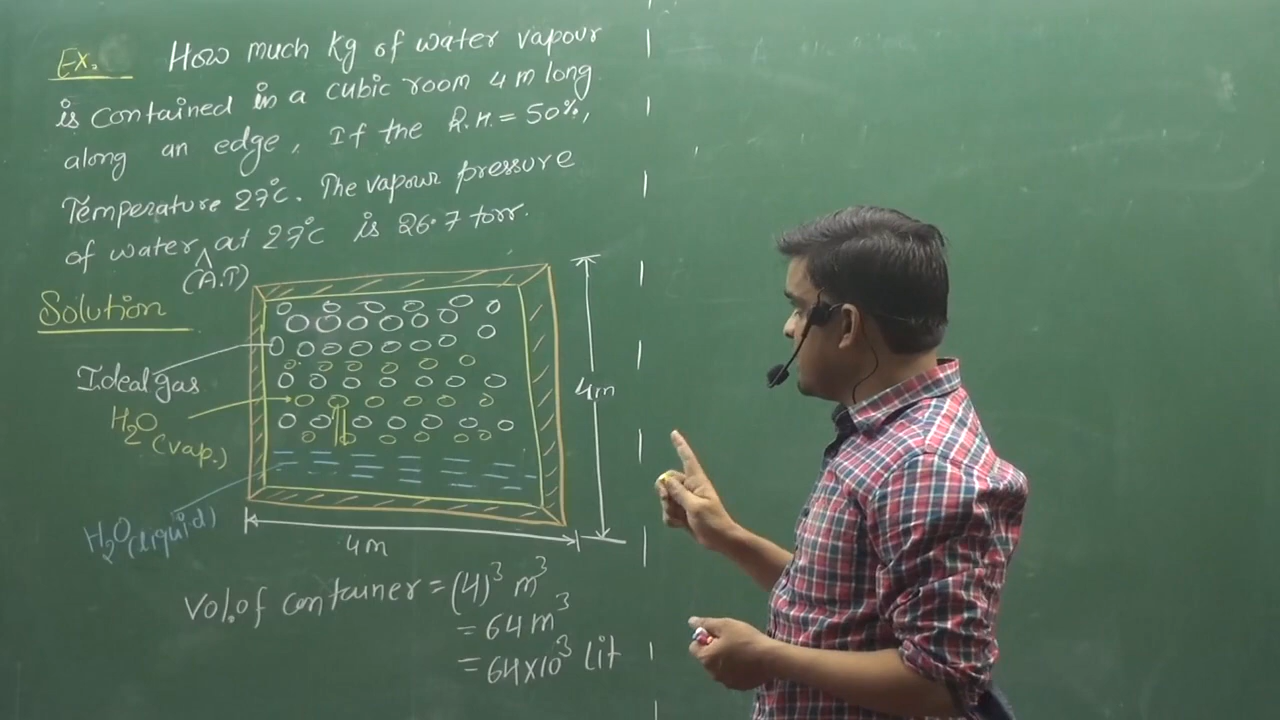 Ex. How much kg of water vapour
is contained in a cubic room 4 m long
along an edge, If the R.H. = 50%,
Temperature 27°C. The vapour pressure
of water at 27°C is 26.7 torr.
(A.T)
Solution
Ideal gas
H₂O (vap.)
H₂O (liquid)
4m
4m
Vol. of container = (4)³ m³
= 64 m³
= 64×10³ Lit